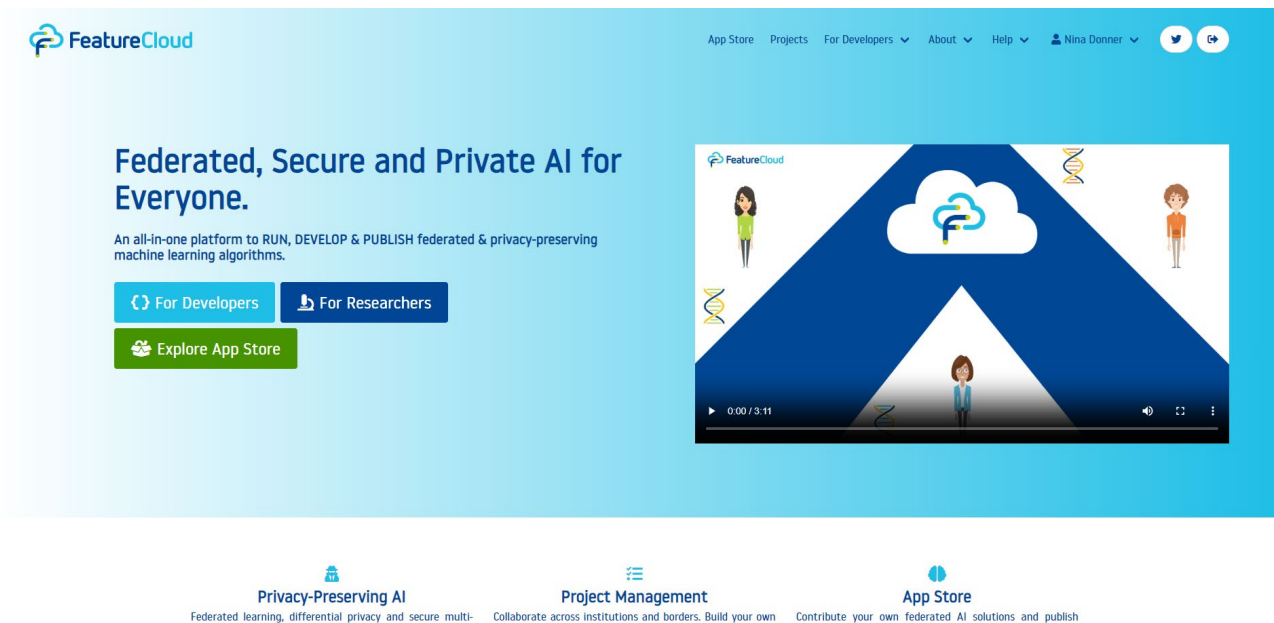 FeatureCloud
App Store Projects For Developers About Help Nina Donner
Federated, Secure and Private AI for
Everyone.
An all-in-one platform to RUN, DEVELOP & PUBLISH federated & privacy-preserving
machine learning algorithms.
For Developers
For Researchers
Explore App Store
FeatureCloud
0:00 / 3:11
Privacy-Preserving AI
Federated learning, differential privacy and secure multi-
Project Management
Collaborate across institutions and borders. Build your own
App Store
Contribute your own federated AI solutions and publish